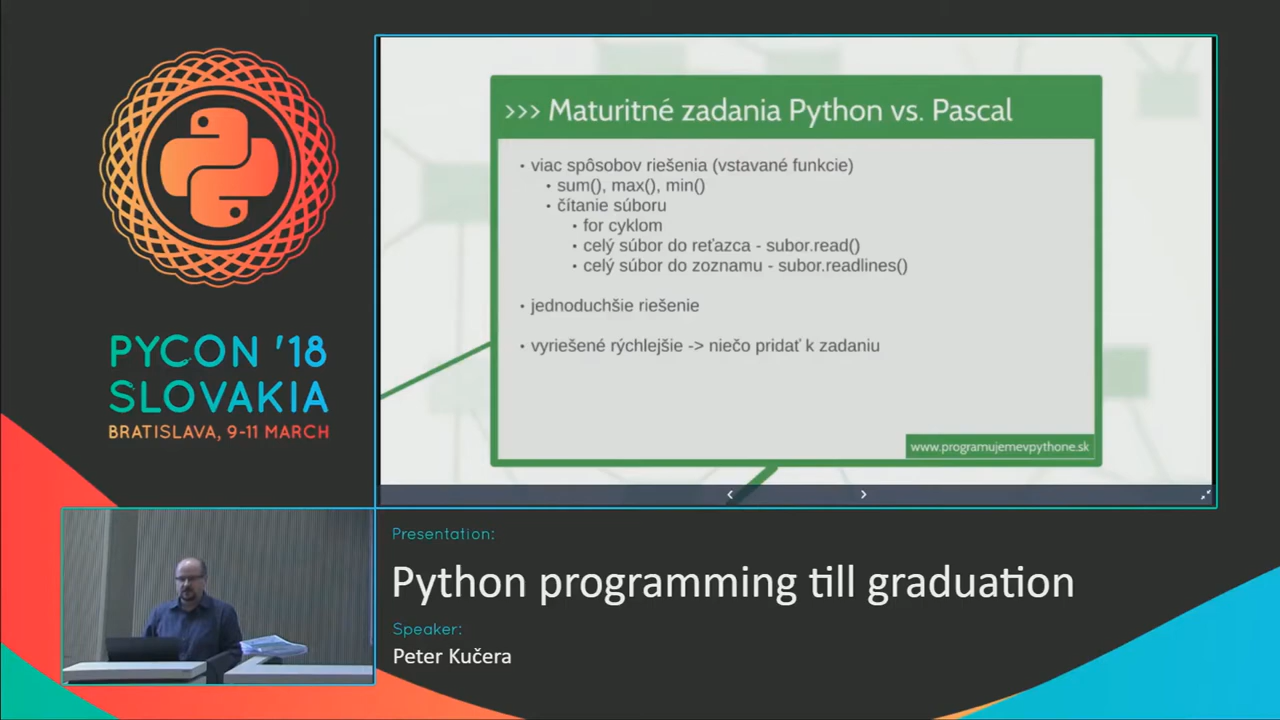 PYCON '18
SLOVAKIA
BRATISLAVA, 9-11 MARCH
>>> Maturitné zadania Python vs. Pascal
• viac spôsobov riešenia (vstavané funkcie)
• sum(), max(), min()
• čítanie súboru
• for cyklom
• celý súbor do reťazca - subor.read()
• celý súbor do zoznamu - subor.readlines()
• jednoduchšie riešenie
• vyriešené rýchlejšie -> niečo pridať k zadaniu
www.programujemevpythone.sk
Presentation:
Python programming till graduation
Speaker:
Peter Kučera